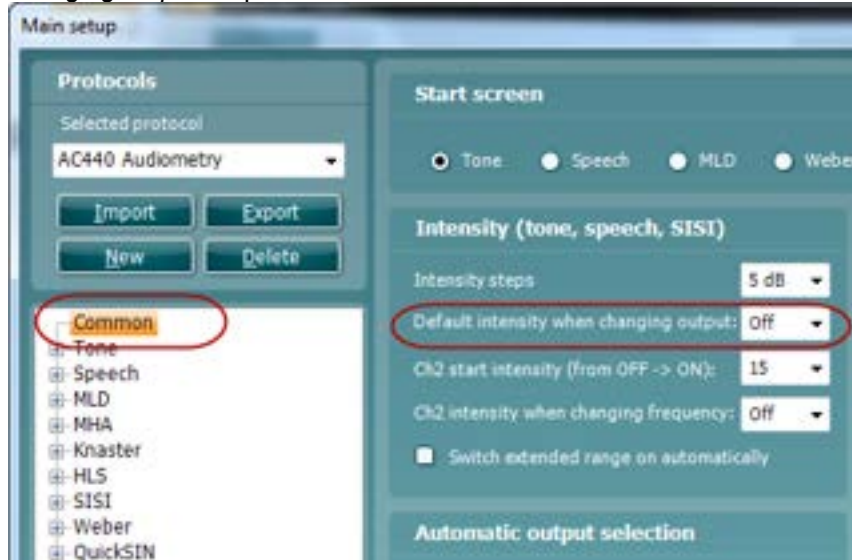 Main setup
Protocols
Selected protocol
AC440 Audiometry
Import Export
New Delete
Common
Tone
Speech
MLD
MHA
Knaster
HLS
SISI
Weber
QuickSIN
Start screen
Tone Speech MLD Webe
Intensity (tone, speech, SISI)
Intensity steps 5 dB
Default intensity when changing output: Off
Ch2 start intensity (from OFF -> ON): 15
Ch2 intensity when changing frequency: Off
Switch extended range on automatically
Automatic output selection